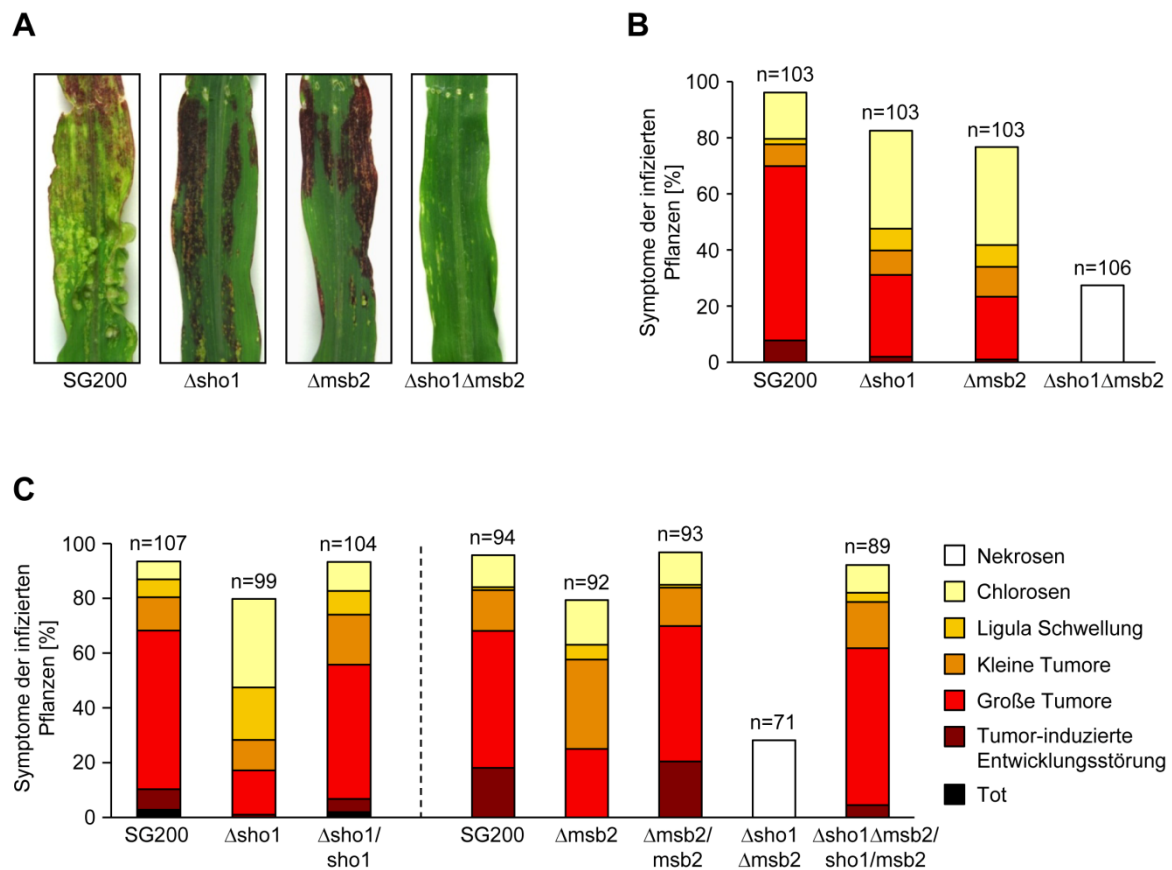 A
SG200
Δsho1
Δmsb2
Δsho1Δmsb2
B
Symptome der infizierten
Pflanzen [%]
100
80
60
40
20
0
n=103
n=103
n=103
n=106
SG200
Δsho1
Δmsb2
Δsho1Δmsb2
C
Symptome der infizierten
Pflanzen [%]
100
80
60
40
20
0
n=107
n=99
n=104
n=94
n=92
n=93
n=71
n=89
SG200
Δsho1
Δsho1/
sho1
SG200
Δmsb2
Δmsb2/
msb2
Δsho1
Δmsb2
Δsho1Δmsb2/
sho1/msb2
Nekrosen
Chlorosen
Ligula Schwellung
Kleine Tumore
Große Tumore
Tumor-induzierte
Entwicklungsstörung
Tot